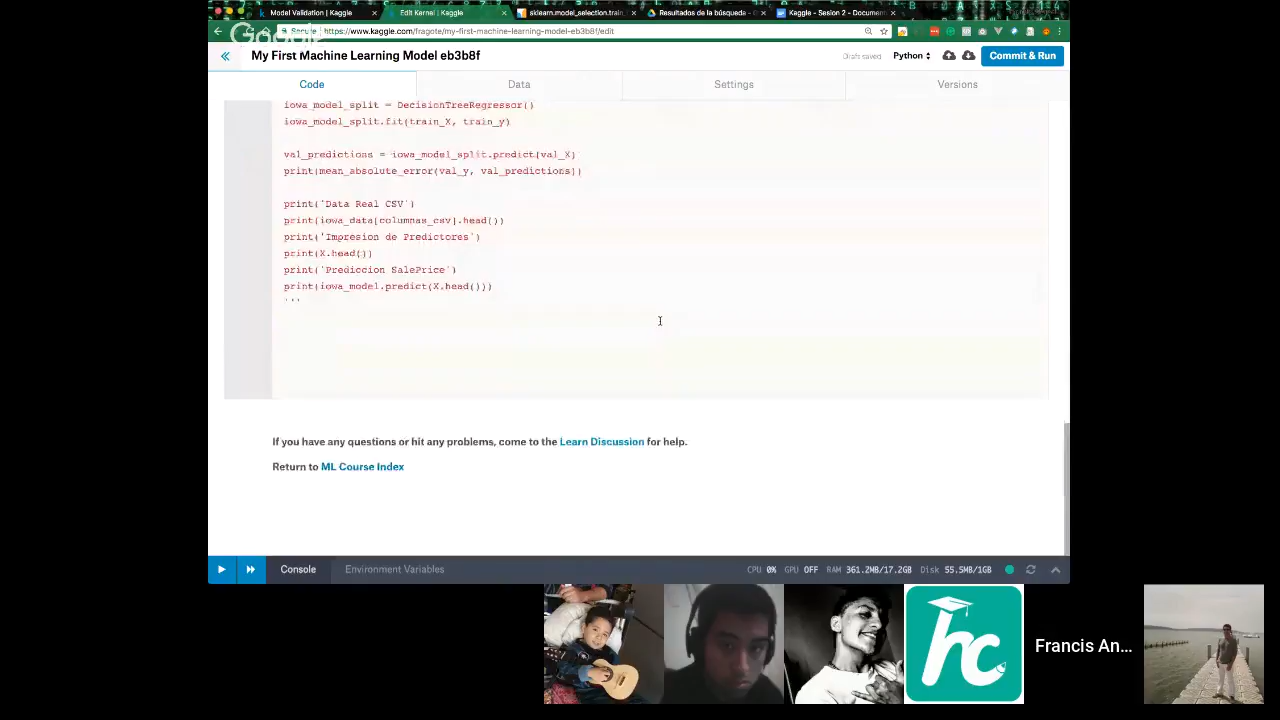 Model Validation | Kaggle
Edit Kernel | Kaggle
sklearn.model_selection.train_
Resultados de la búsqueda -
Kaggle - Sesion 2 - Documen
Google
Secure
https://www.kaggle.com/fragote/my-first-machine-learning-model-eb3b8f/edit
My First Machine Learning Model eb3b8f
Draft saved
Python
Commit & Run
Code
Data
Settings
Versions
iowa_model_split = DecisionTreeRegressor()
iowa_model_split.fit(train_X, train_y)
val_predictions = iowa_model_split.predict(val_X)
print(mean_absolute_error(val_y, val_predictions))
print('Data Real CSV')
print(iowa_data[columnas_csv].head())
print('Impresion de Predictores')
print(X.head())
print('Prediccion SalePrice')
print(iowa_model.predict(X.head()))
'''
If you have any questions or hit any problems, come to the Learn Discussion for help.
Return to ML Course Index
Console
Environment Variables
CPU 0% GPU OFF RAM 361.2MB/17.2GB Disk 55.5MB/1GB
hc
Francis An...